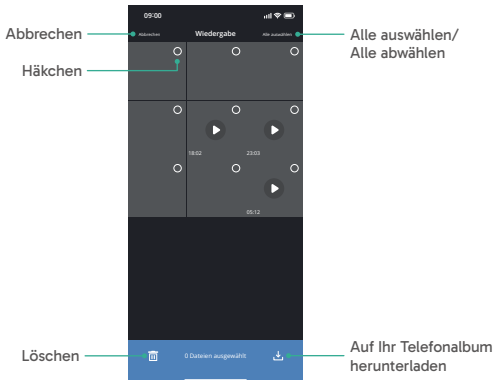 09:00
Abbrechen
Abbrechen
Wiedergabe
Alle auswählen
Alle auswählen/
Alle abwählen
Häkchen
18:02
23:03
05:12
Löschen
0 Dateien ausgewählt
Auf Ihr Telefonalbum
herunterladen